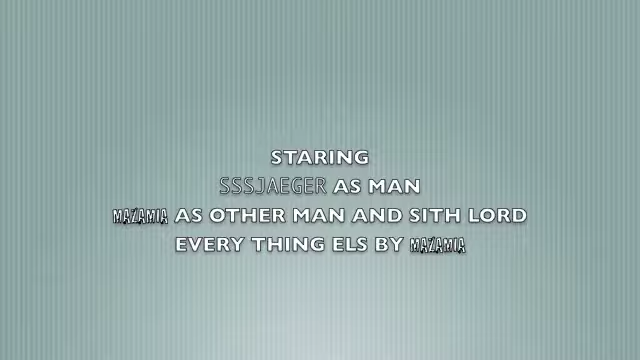 STARING
SSSJAEGER AS MAN
MAZAMIA AS OTHER MAN AND SITH LORD
EVERY THING ELS BY MAZAMIA